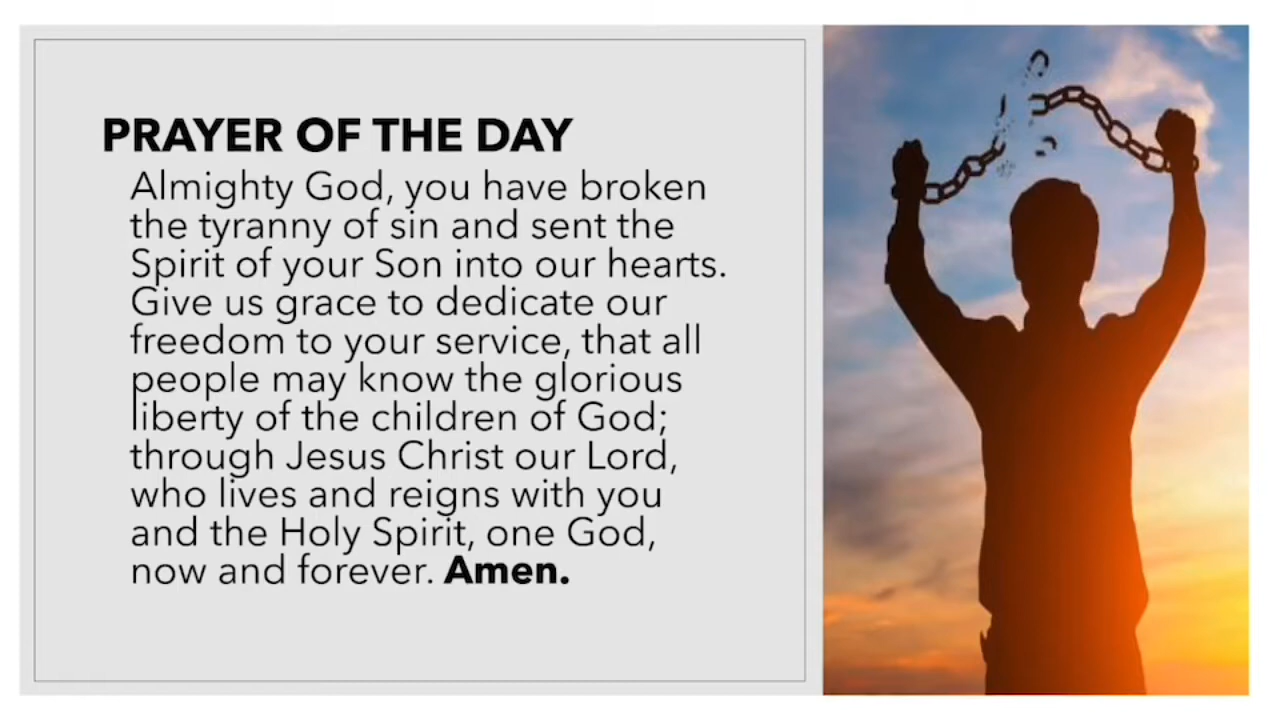 PRAYER OF THE DAY
Almighty God, you have broken
the tyranny of sin and sent the
Spirit of your Son into our hearts.
Give us grace to dedicate our
freedom to your service, that all
people may know the glorious
liberty of the children of God;
through Jesus Christ our Lord,
who lives and reigns with you
and the Holy Spirit, one God,
now and forever. Amen.